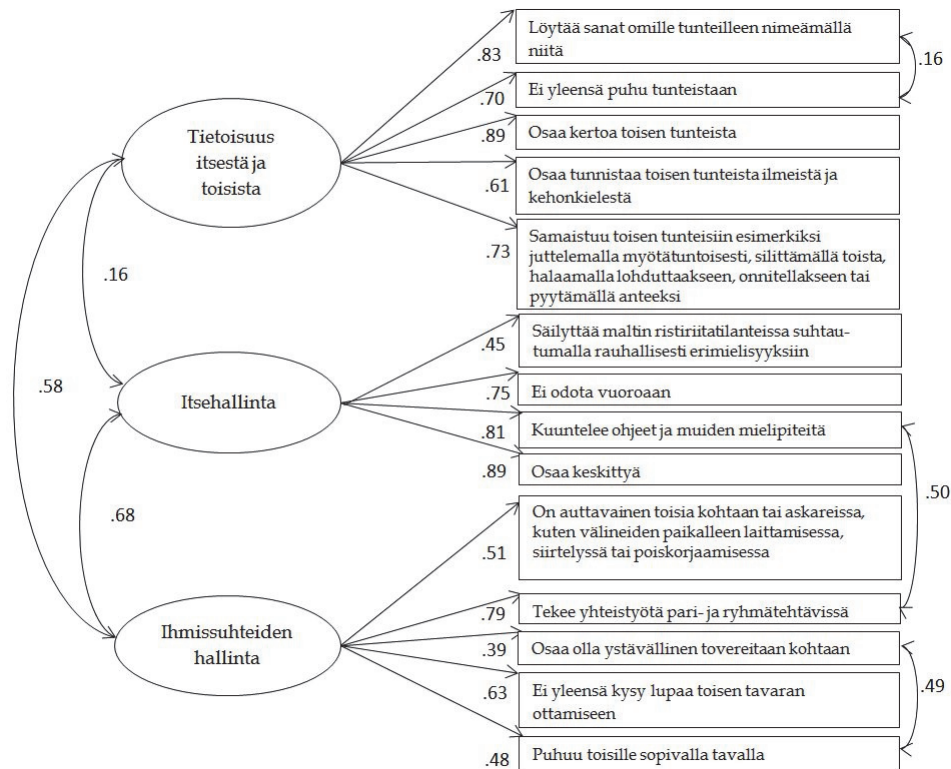 Löytää sanat omille tunteilleen nimeämällä
niitä
.83
.16
Ei yleensä puhu tunteistaan
.70
Tietoisuus
itsestä ja
toisista
Osaa kertoa toisen tunteista
.89
Osaa tunnistaa toisen tunteista ilmeistä ja
kehonkielestä
.61
Samaistuu toisen tunteisiin esimerkiksi
juttelemalla myötätuntoisesti, silittämällä toista,
halaamalla lohduttaakseen, onnitellakseen tai
pyytämällä anteeksi
.73
.16
Säilyttää maltin ristiriitatilanteissa suhtau-
tumalla rauhallisesti erimielisyyksiin
.45
.58
Itsehallinta
Ei odota vuoroaan
.75
Kuuntelee ohjeet ja muiden mielipiteitä
.81
Osaa keskittyä
.89
.50
.68
On auttavainen toisia kohtaan tai askareissa,
kuten välineiden paikalleen laittamisessa,
siirtelyssä tai poiskorjaamisessa
.51
Tekee yhteistyötä pari- ja ryhmätehtävissä
.79
Ihmissuhteiden
hallinta
Osaa olla ystävällinen tovereitaan kohtaan
.39
Ei yleensä kysy lupaa toisen tavaran
ottamiseen
.63
.49
Puhuu toisille sopivalla tavalla
.48